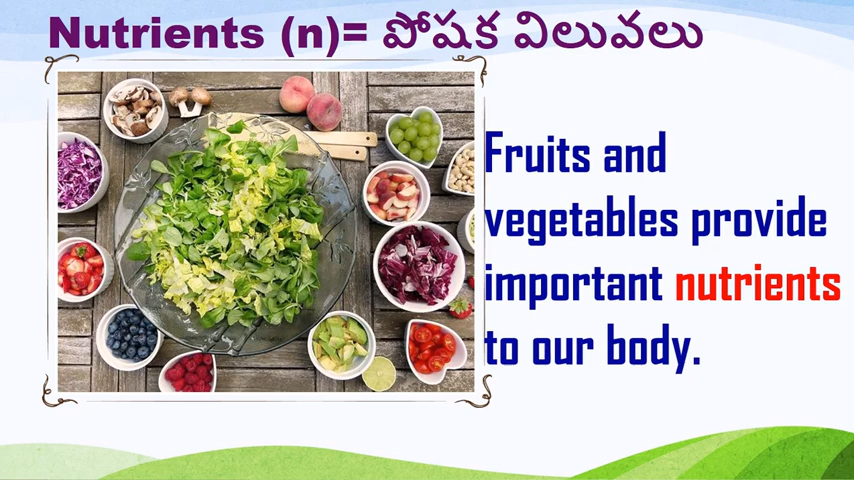 Nutrients (n)= పోషక విలువలు
Fruits and
vegetables provide
important nutrients
to our body.